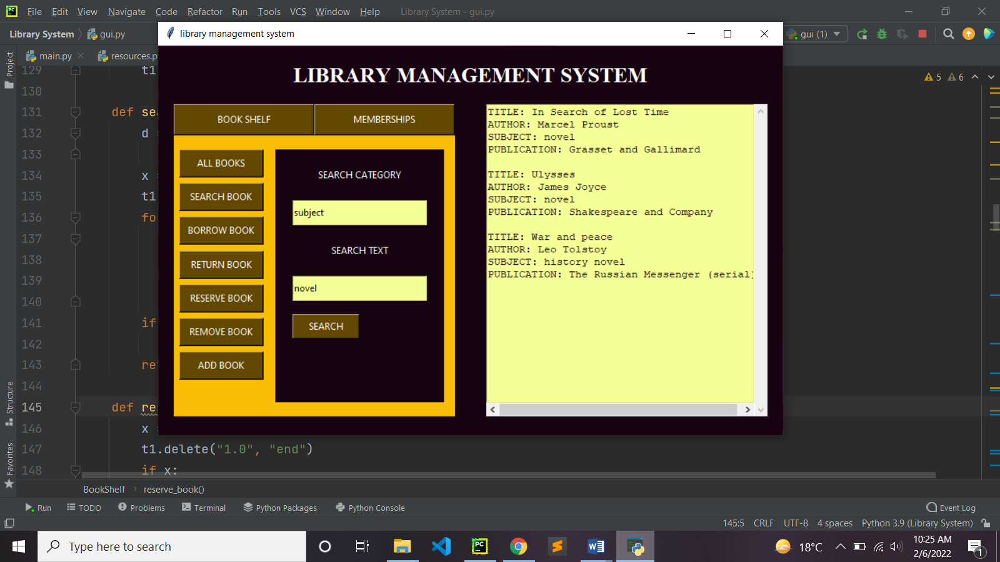 File Edit View Navigate Code Refactor Run Tools VCS Window Help Library System - gui.py
Library System gui.py
library management system
gui (1)
main.py
resources.p
Project
LIBRARY MANAGEMENT SYSTEM
5 6
BOOK SHELF MEMBERSHIPS
ALL BOOKS
SEARCH BOOK
BORROW BOOK
RETURN BOOK
RESERVE BOOK
REMOVE BOOK
ADD BOOK
SEARCH CATEGORY
subject
SEARCH TEXT
novel
SEARCH
TITLE: In Search of Lost Time
AUTHOR: Marcel Proust
SUBJECT: novel
PUBLICATION: Grasset and Gallimard
TITLE: Ulysses
AUTHOR: James Joyce
SUBJECT: novel
PUBLICATION: Shakespeare and Company
TITLE: War and peace
AUTHOR: Leo Tolstoy
SUBJECT: history novel
PUBLICATION: The Russian Messenger (serial)
129 t1
130
131 def sea
132 d =
133
134 x =
135 t1
136 fo
137
138
139
140
141 if
142
143 re
144
145 def re
146 x =
147 t1.delete("1.0", "end")
148 if x:
Structure
Favorites
BookShelf reserve_book()
Run TODO Problems Terminal Python Packages Python Console Event Log
145:5 CRLF UTF-8 4 spaces Python 3.9 (Library System)
Type here to search
PC
18°C
10:25 AM
2/6/2022
1